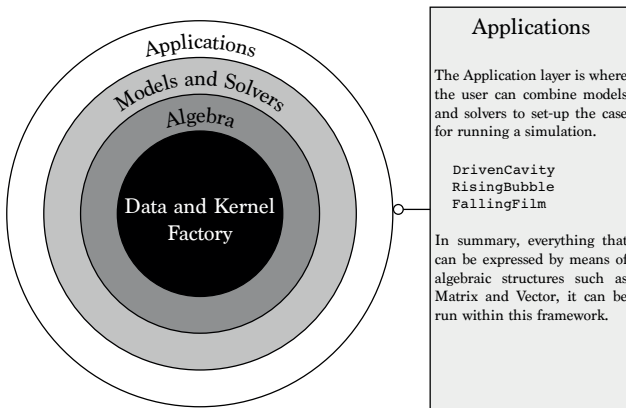 Applications
Models and Solvers
Algebra
Data and Kernel
Factory
Applications
The Application layer is where
the user can combine models
and solvers to set-up the case
for running a simulation.
DrivenCavity
RisingBubble
FallingFilm
In summary, everything that
can be expressed by means of
algebraic structures such as
Matrix and Vector, it can be
run within this framework.